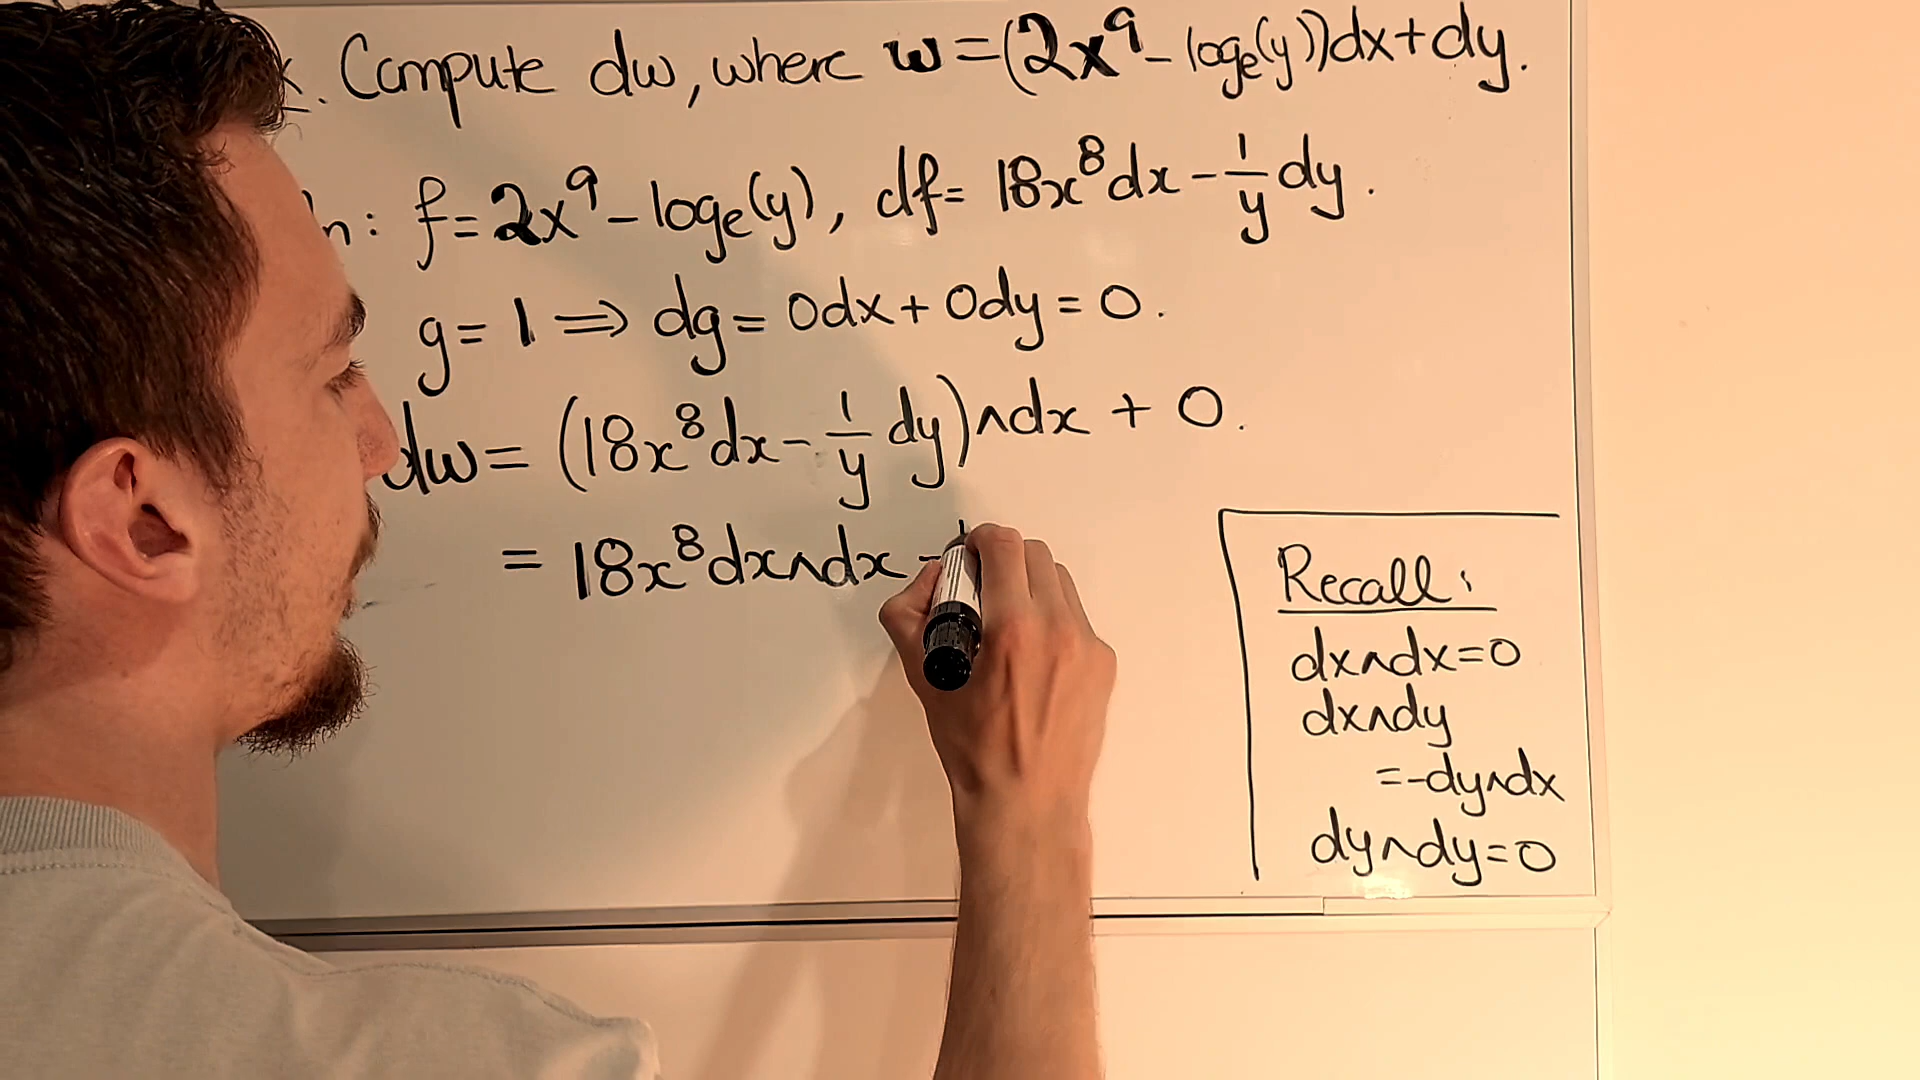 . Compute dw, where w=(2x⁹-logₑ(y))dx+dy.
n: f=2x⁹-logₑ(y), df= 18x⁸dx-1/y dy.
g=1⇒dg=0dx+0dy=0.
dw=(18x⁸dx-1/y dy)∧dx+0.
=18x⁸dx∧dx-
Recall:
dx∧dx=0
dx∧dy
=-dy∧dx
dy∧dy=0